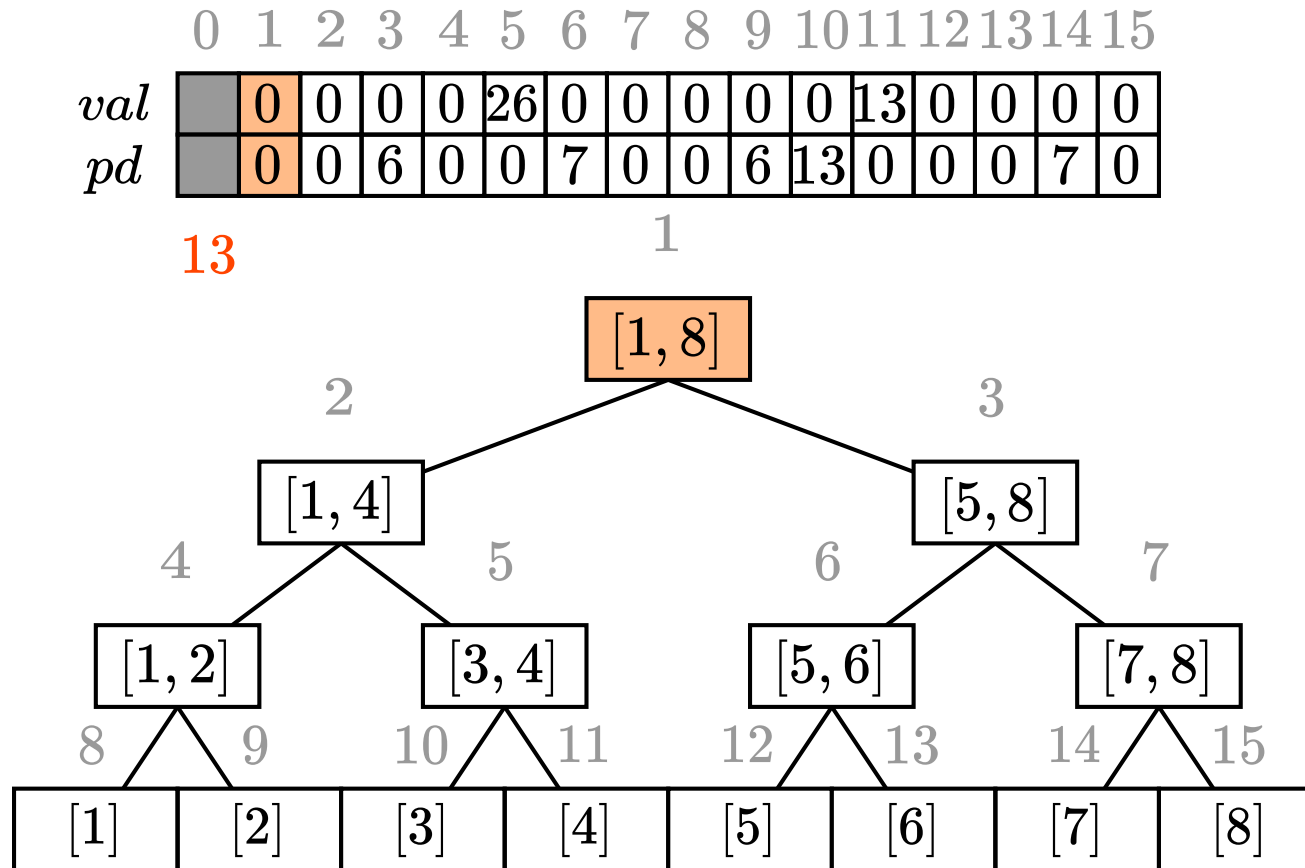 0 1 2 3 4 5 6 7 8 9 10 11 12 13 14 15
val 0 0 0 0 26 0 0 0 0 0 13 0 0 0 0
pd 0 0 6 0 0 7 0 0 6 13 0 0 0 7 0
13
1
[1, 8]
2 3
[1, 4] [5, 8]
4 5 6 7
[1, 2] [3, 4] [5, 6] [7, 8]
8 9 10 11 12 13 14 15
[1] [2] [3] [4] [5] [6] [7] [8]